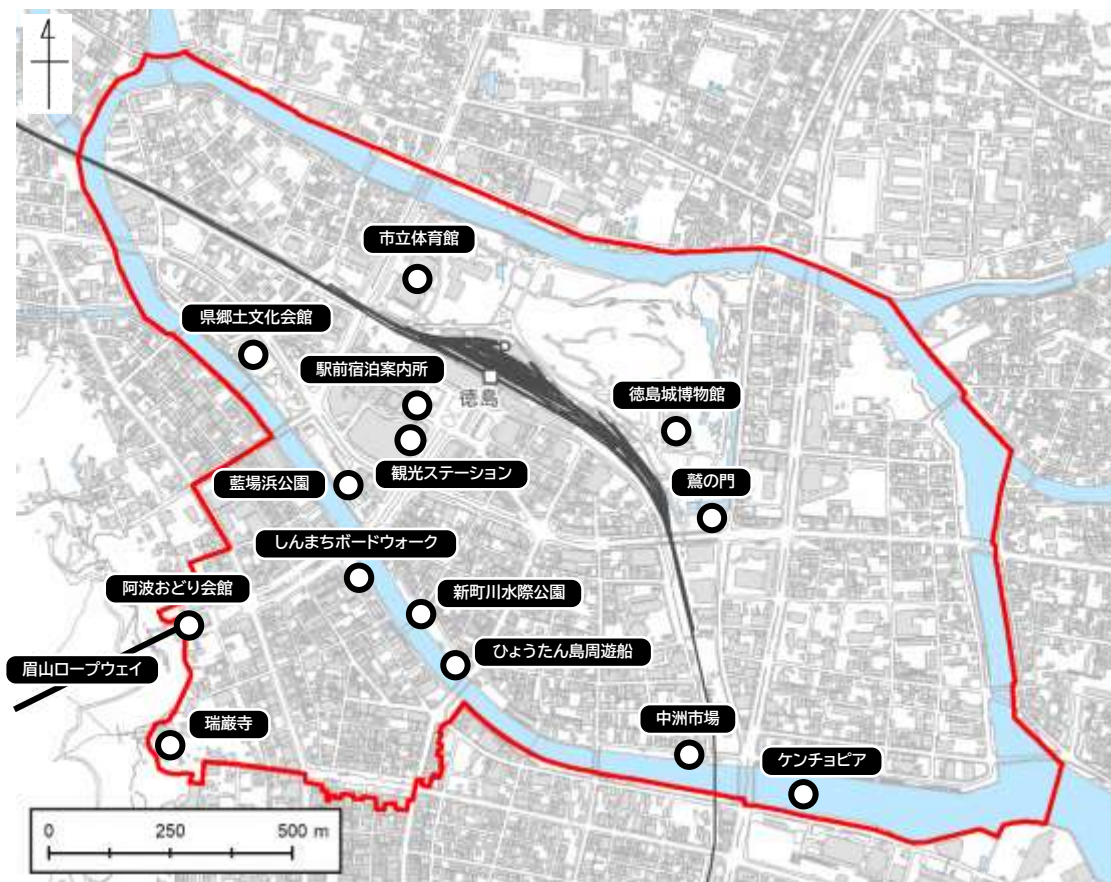 市立体育館
県郷土文化会館
駅前宿泊案内所
徳島
徳島城博物館
観光ステーション
藍場浜公園
鷲の門
しんまちボードウォーク
阿波おどり会館
新町川水際公園
眉山ロープウェイ
ひょうたん島周遊船
瑞巌寺
中洲市場
ケンチョピア
0 250 500 m